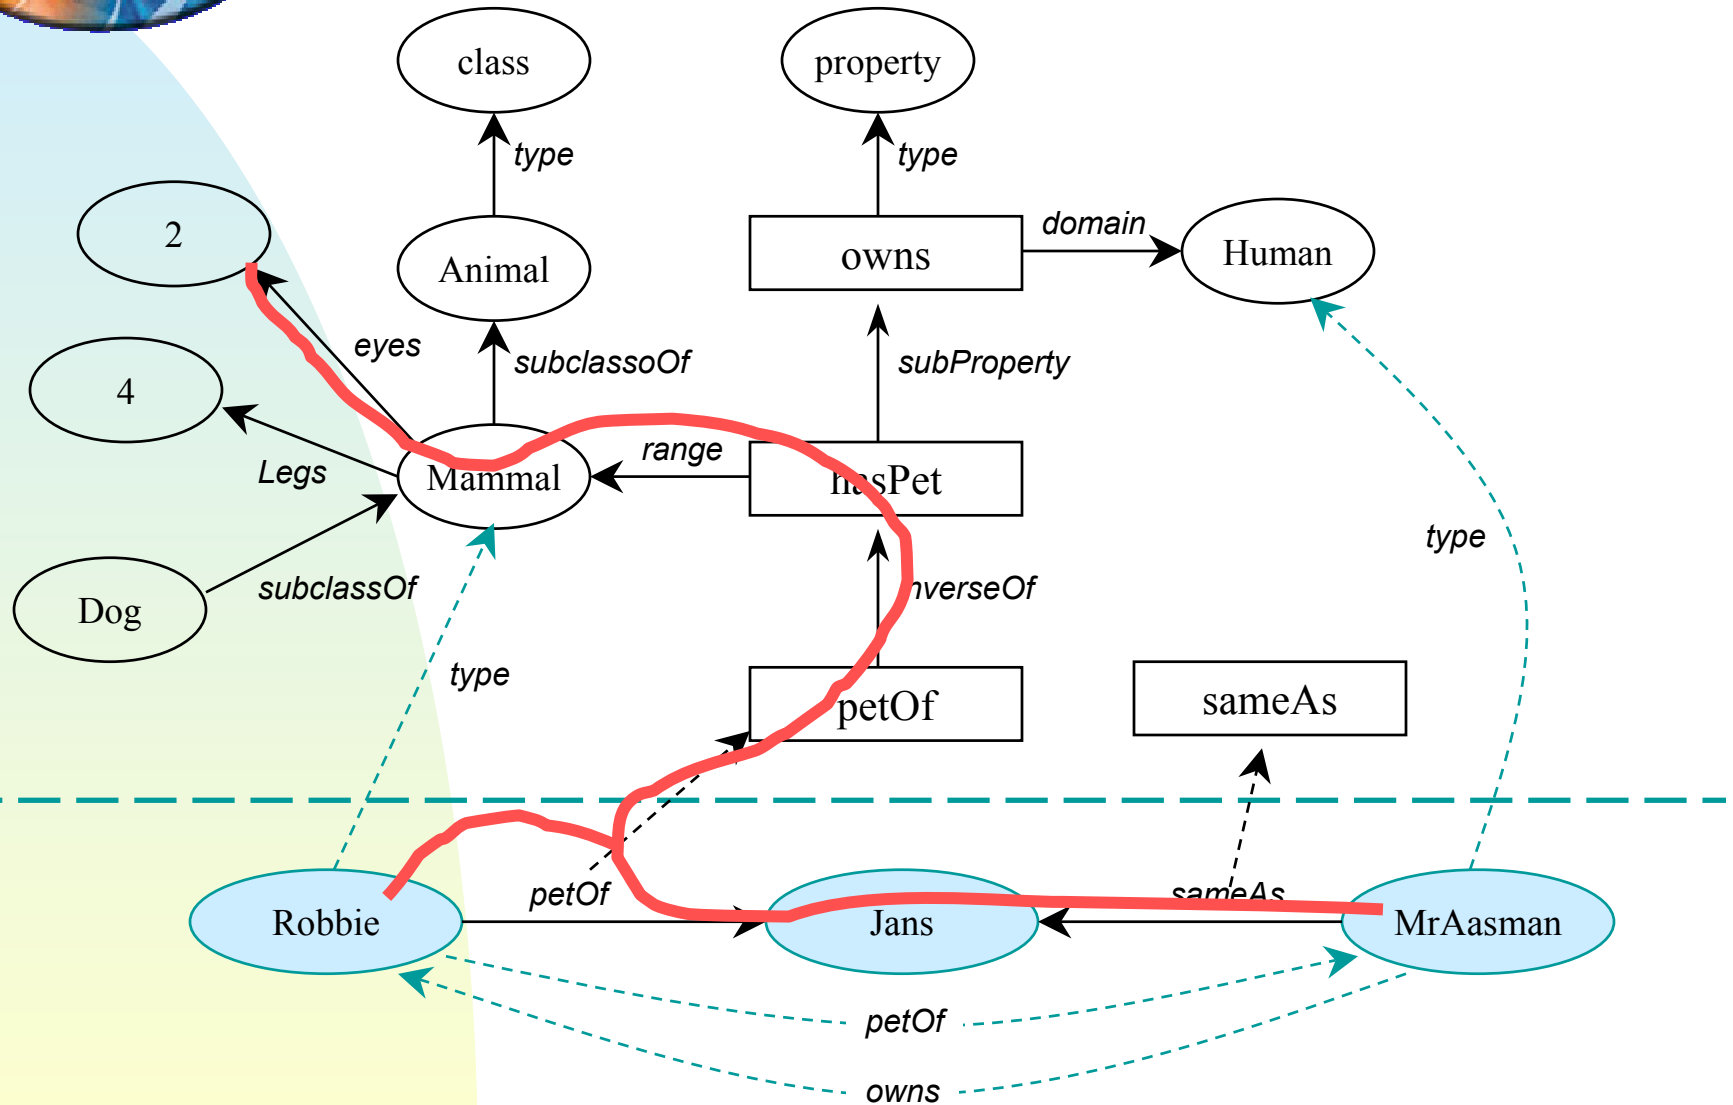 class
property
type
type
2
owns
domain
Human
Animal
eyes
subclassoOf
subProperty
4
Legs
Mammal
range
hasPet
type
Dog
subclassOf
nverseOf
type
petOf
sameAs
petOf
sameAs
Robbie
Jans
MrAasman
petOf
owns